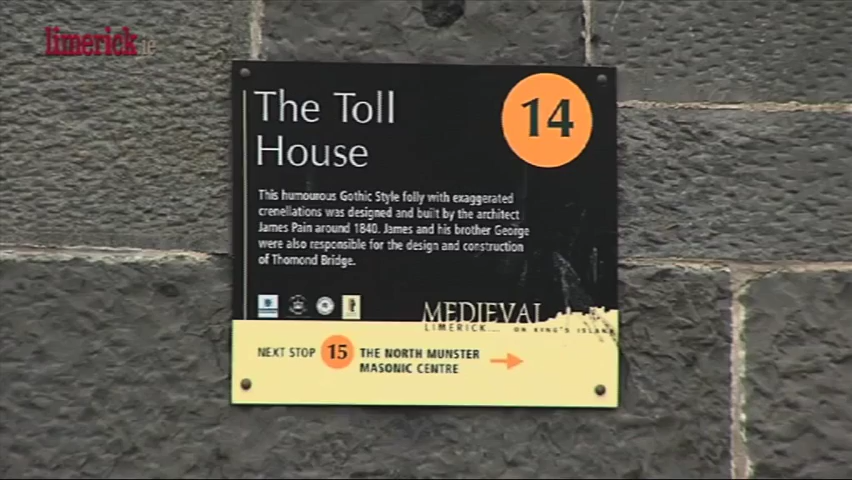 limerick.ie
The Toll
House
14
This humourous Gothic Style folly with exaggerated
crenellations was designed and built by the architect
James Pain around 1840. James and his brother George
were also responsible for the design and construction
of Thomond Bridge.
MEDIEVAL
LIMERICK... ON KING'S ISLAND
NEXT STOP 15 THE NORTH MUNSTER
MASONIC CENTRE